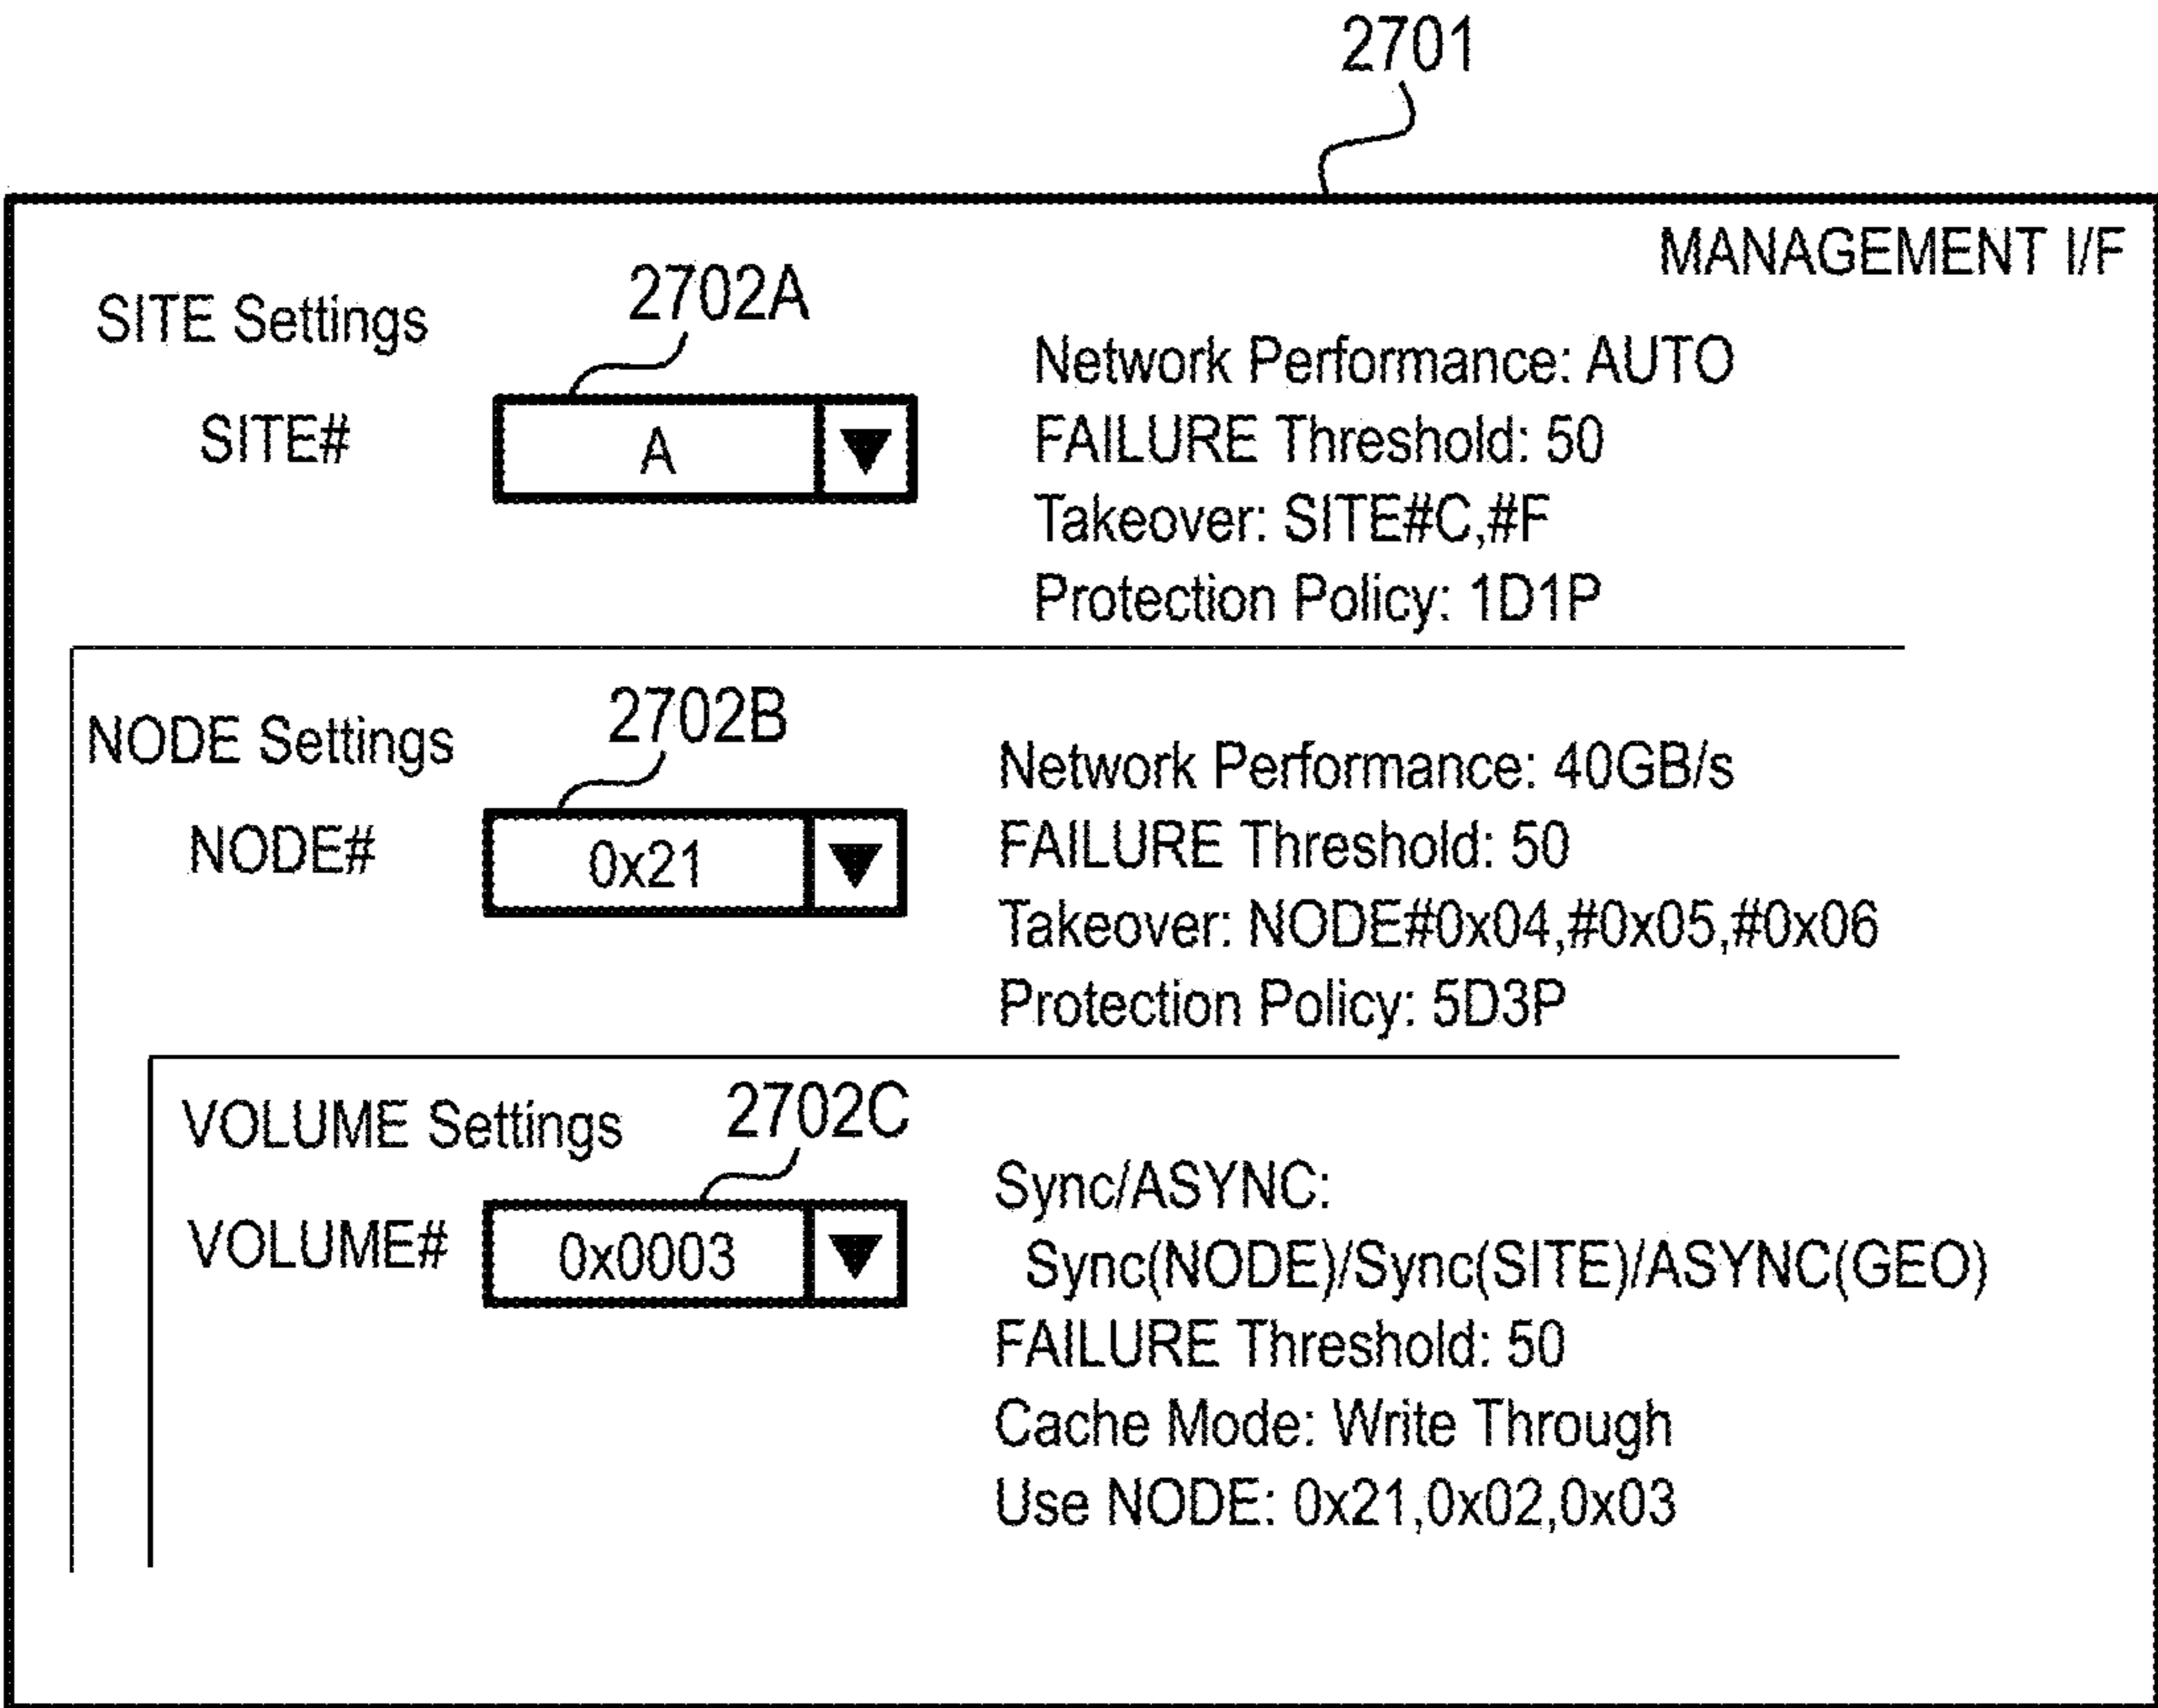 2701
MANAGEMENT I/F
SITE Settings
2702A
SITE#
A
Network Performance: AUTO
FAILURE Threshold: 50
Takeover: SITE#C,#F
Protection Policy: 1D1P
NODE Settings
2702B
NODE#
0x21
Network Performance: 40GB/s
FAILURE Threshold: 50
Takeover: NODE#0x04,#0x05,#0x06
Protection Policy: 5D3P
VOLUME Settings
2702C
VOLUME#
0x0003
Sync/ASYNC:
Sync(NODE)/Sync(SITE)/ASYNC(GEO)
FAILURE Threshold: 50
Cache Mode: Write Through
Use NODE: 0x21,0x02,0x03